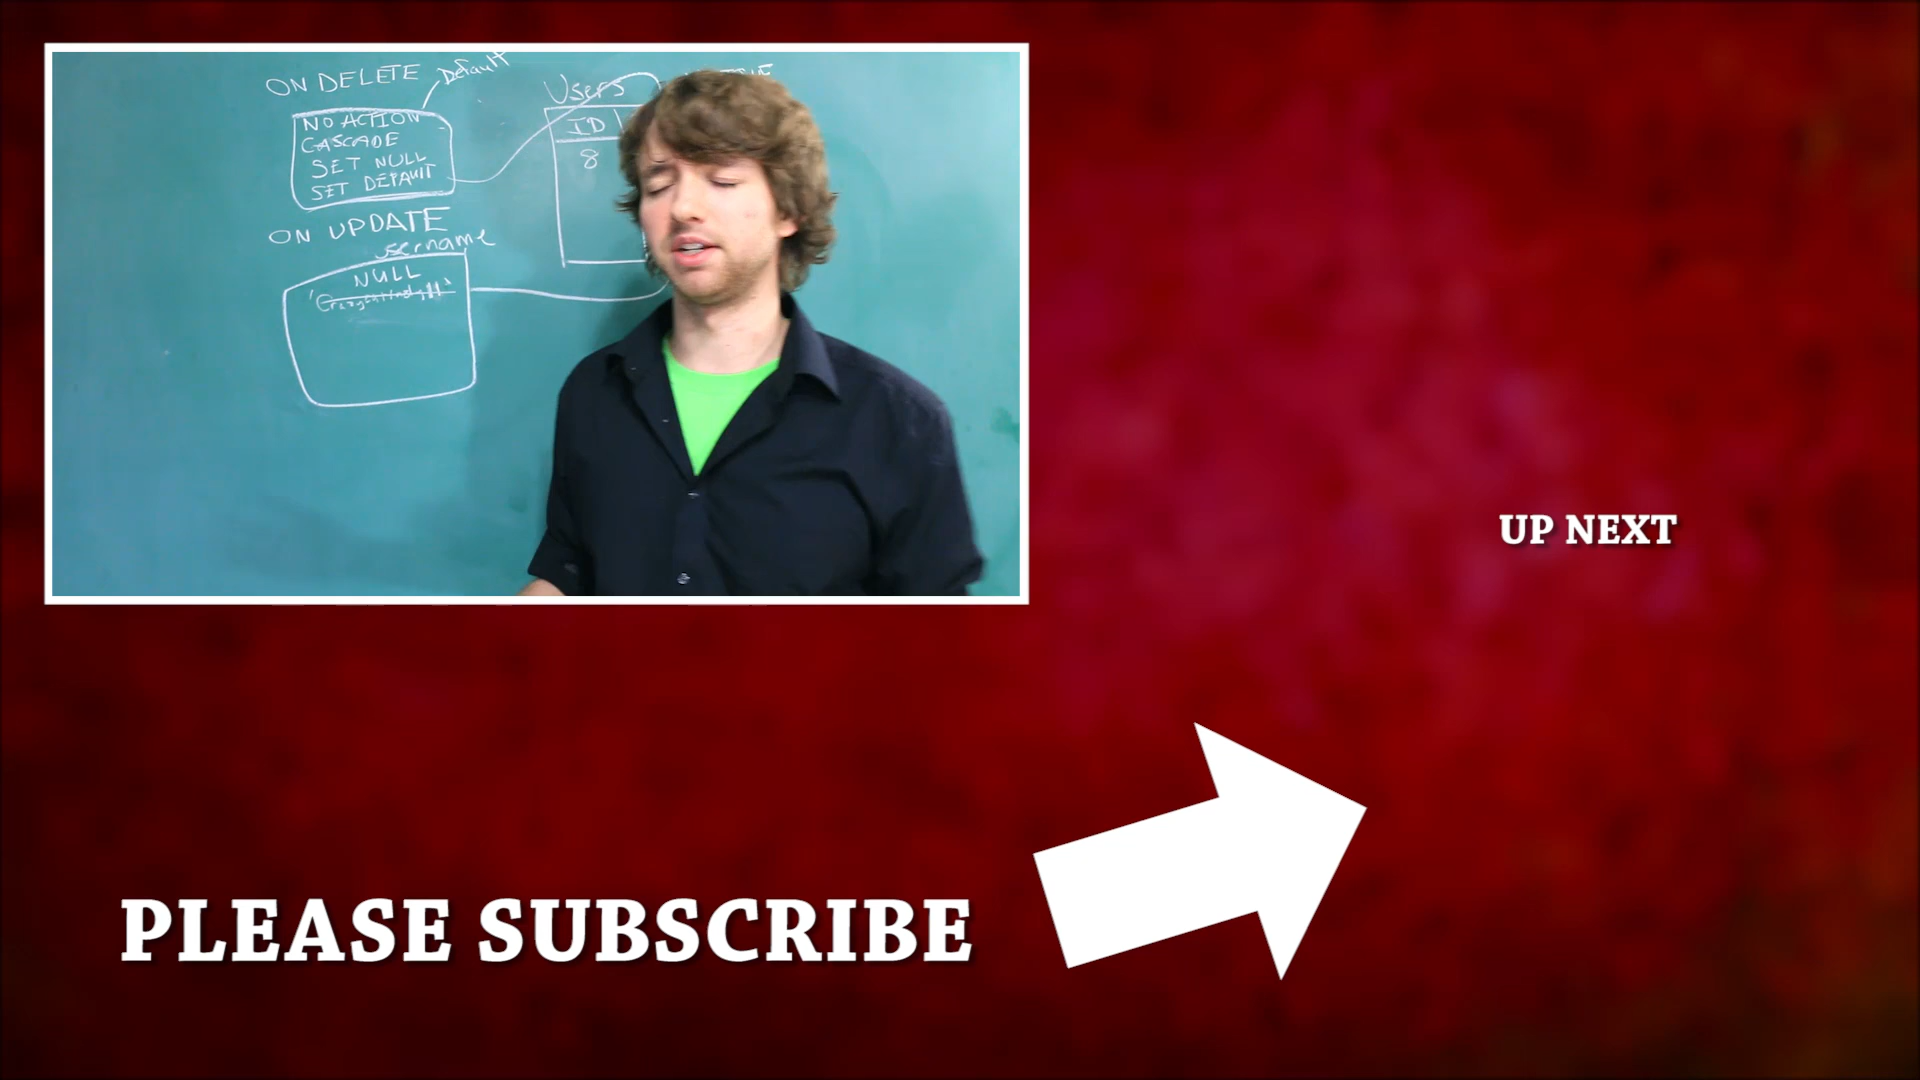 ON DELETE Default
NO ACTION
CASCADE
SET NULL
SET DEFAULT
ON UPDATE
username
NULL
Users
ID
8
UP NEXT
PLEASE SUBSCRIBE